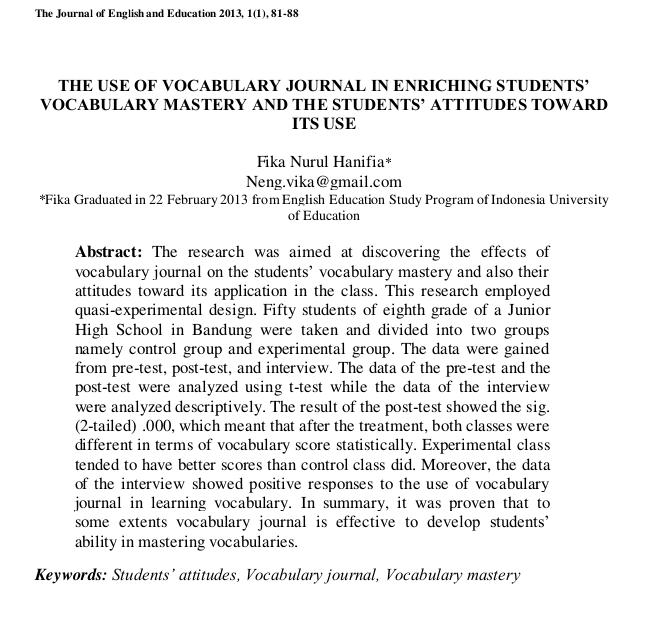 The Journal of English and Education 2013, 1(1), 81-88
THE USE OF VOCABULARY JOURNAL IN ENRICHING STUDENTS'
VOCABULARY MASTERY AND THE STUDENTS' ATTITUDES TOWARD
ITS USE
Fika Nurul Hanifia*
Neng.vika@gmail.com
*Fika Graduated in 22 February 2013 from English Education Study Program of Indonesia University
of Education
Abstract: The research was aimed at discovering the effects of
vocabulary journal on the students' vocabulary mastery and also their
attitudes toward its application in the class. This research employed
quasi-experimental design. Fifty students of eighth grade of a Junior
High School in Bandung were taken and divided into two groups
namely control group and experimental group. The data were gained
from pre-test, post-test, and interview. The data of the pre-test and the
post-test were analyzed using t-test while the data of the interview
were analyzed descriptively. The result of the post-test showed the sig.
(2-tailed) .000, which meant that after the treatment, both classes were
different in terms of vocabulary score statistically. Experimental class
tended to have better scores than control class did. Moreover, the data
of the interview showed positive responses to the use of vocabulary
journal in learning vocabulary. In summary, it was proven that to
some extents vocabulary journal is effective to develop students'
ability in mastering vocabularies.
Keywords: Students' attitudes, Vocabulary journal, Vocabulary mastery